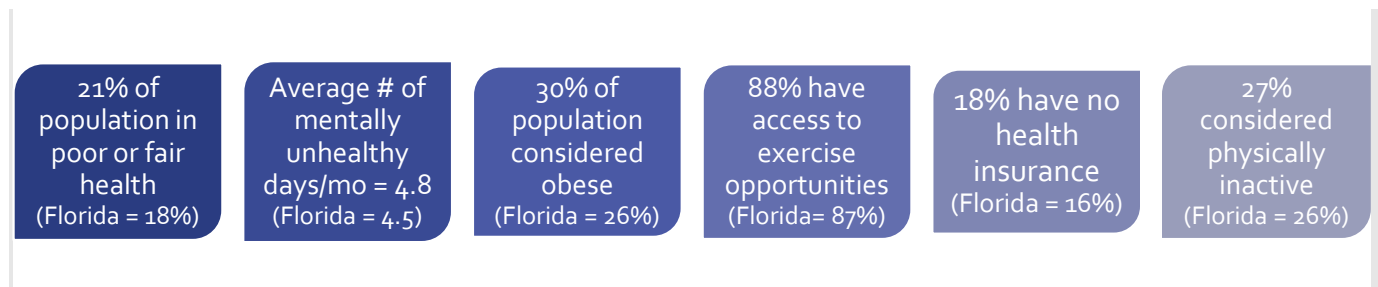 21% of
population in
poor or fair
health
(Florida = 18%)
Average # of
mentally
unhealthy
days/mo = 4.8
(Florida = 4.5)
30% of
population
considered
obese
(Florida = 26%)
88% have
access to
exercise
opportunities
(Florida= 87%)
18% have no
health
insurance
(Florida = 16%)
27%
considered
physically
inactive
(Florida = 26%)